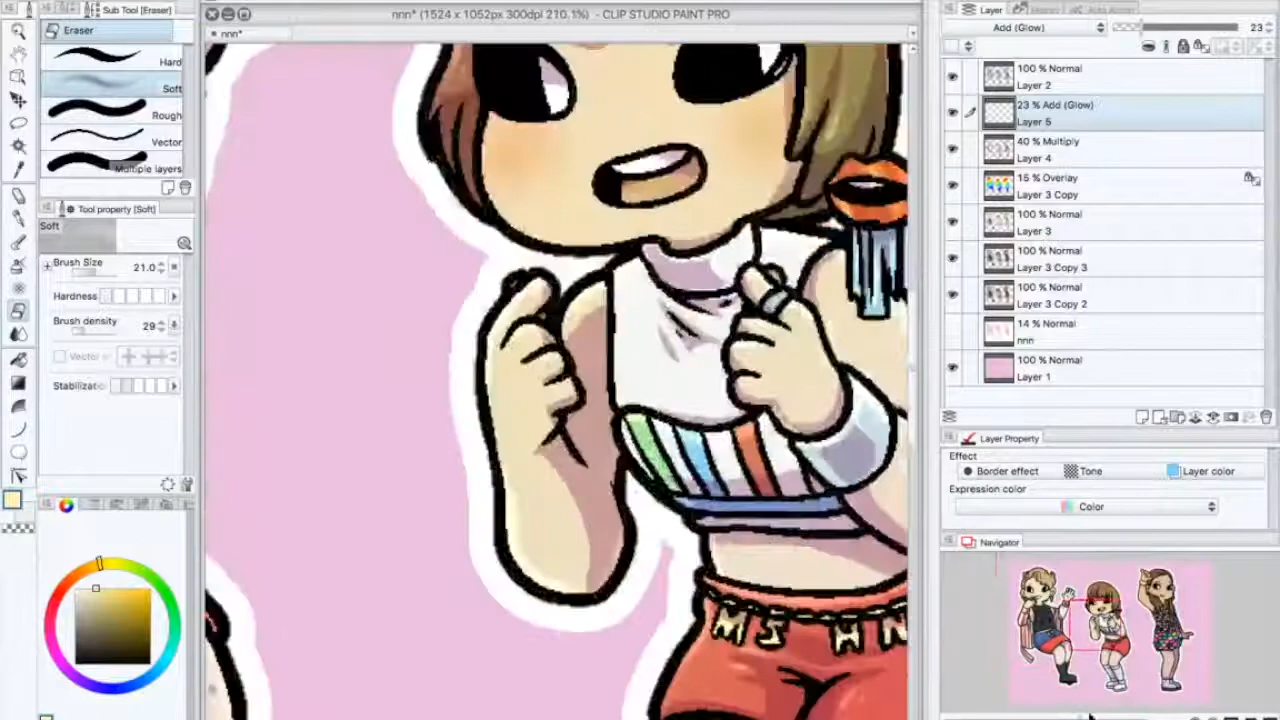 Sub Tool [Eraser]
nnn* (1524 x 1052px 300dpi 210.1%) - CLIP STUDIO PAINT PRO
Layer
Eraser
nnn*
Add (Glow)
23
Hard
Soft
Rough
Vector
Multiple layers
100 % Normal
Layer 2
23 % Add (Glow)
Layer 5
40 % Multiply
Layer 4
15 % Overlay
Layer 3 Copy
100 % Normal
Layer 3
100 % Normal
Layer 3 Copy 3
100 % Normal
Layer 3 Copy 2
14 % Normal
nnn
100 % Normal
Layer 1
Tool property [Soft]
Soft
Brush Size
21.0
Hardness
Brush density
29
Stabilizatio
Layer Property
Effect
Border effect
Tone
Layer color
Expression color
Color
Navigator
MS